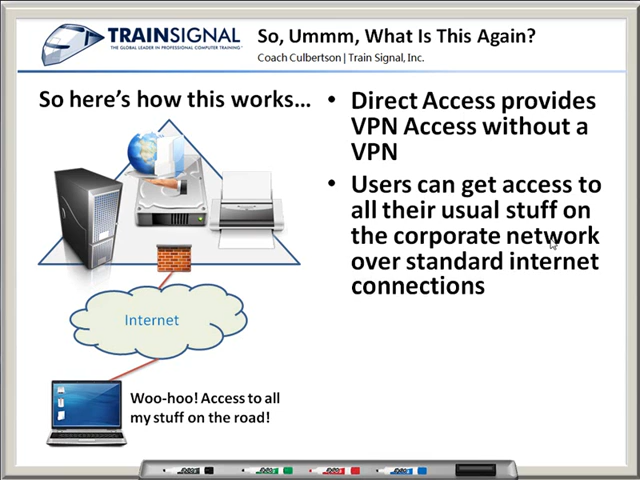 TRAINSIGNAL
THE GLOBAL LEADER IN PROFESSIONAL COMPUTER TRAINING
So, Ummm, What Is This Again?
Coach Culbertson | Train Signal, Inc.
So here's how this works...
• Direct Access provides
VPN Access without a
VPN
• Users can get access to
all their usual stuff on
the corporate network
over standard internet
connections
Internet
Woo-hoo! Access to all
my stuff on the road!